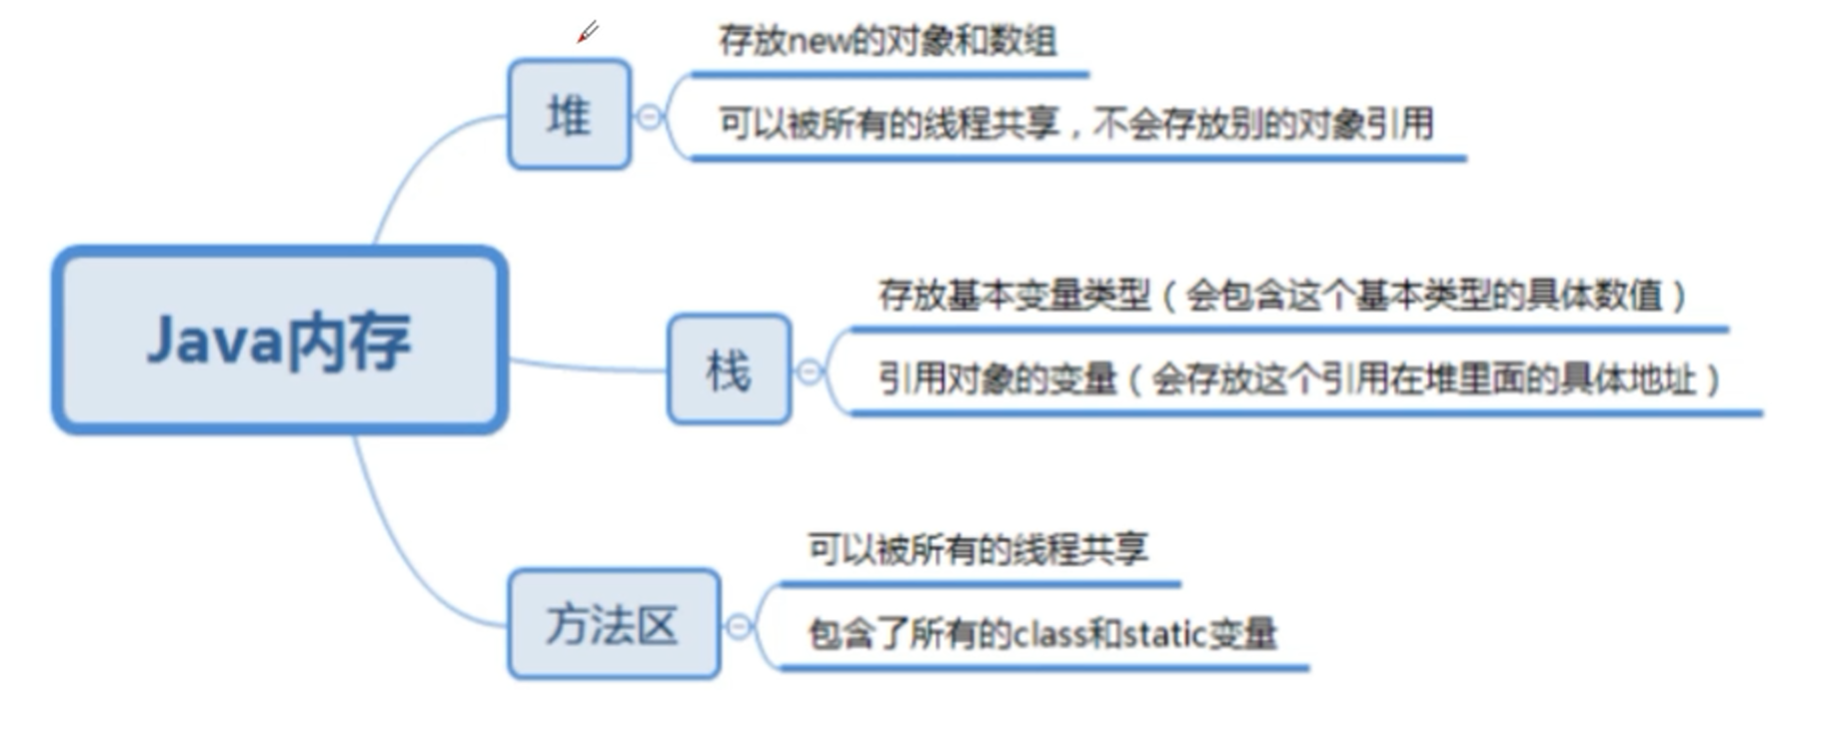 存放new的对象和数组
堆
可以被所有的线程共享，不会存放别的对象引用
存放基本变量类型（会包含这个基本类型的具体数值）
Java内存
栈
引用对象的变量（会存放这个引用在堆里面的具体地址）
可以被所有的线程共享
方法区
包含了所有的class和static变量